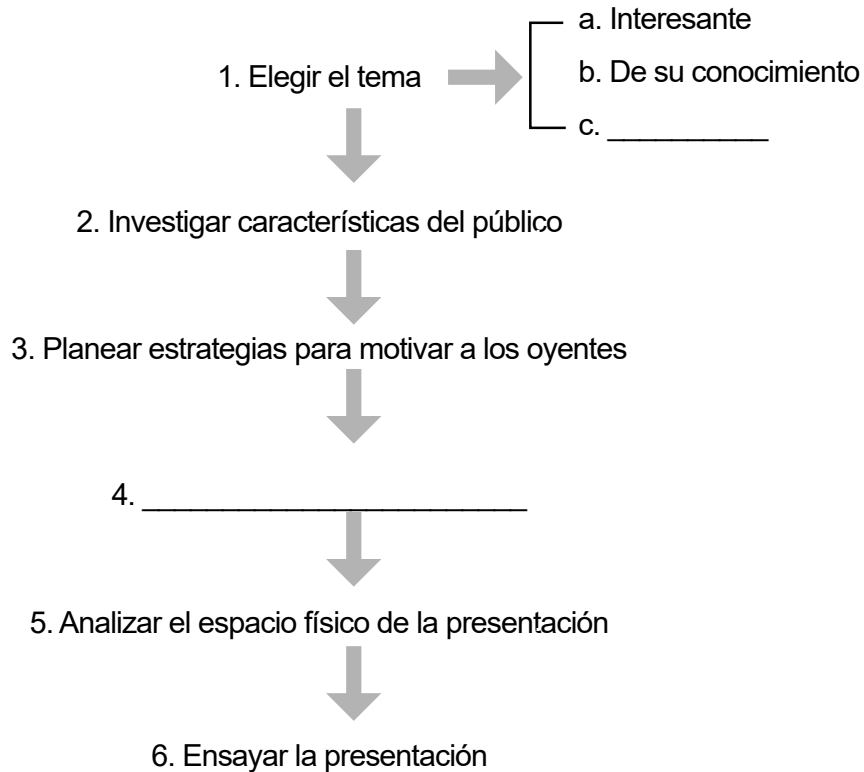 a. Interesante
1. Elegir el tema
b. De su conocimiento
c. __________
2. Investigar características del público
3. Planear estrategias para motivar a los oyentes
4. ________________________
5. Analizar el espacio físico de la presentación
6. Ensayar la presentación